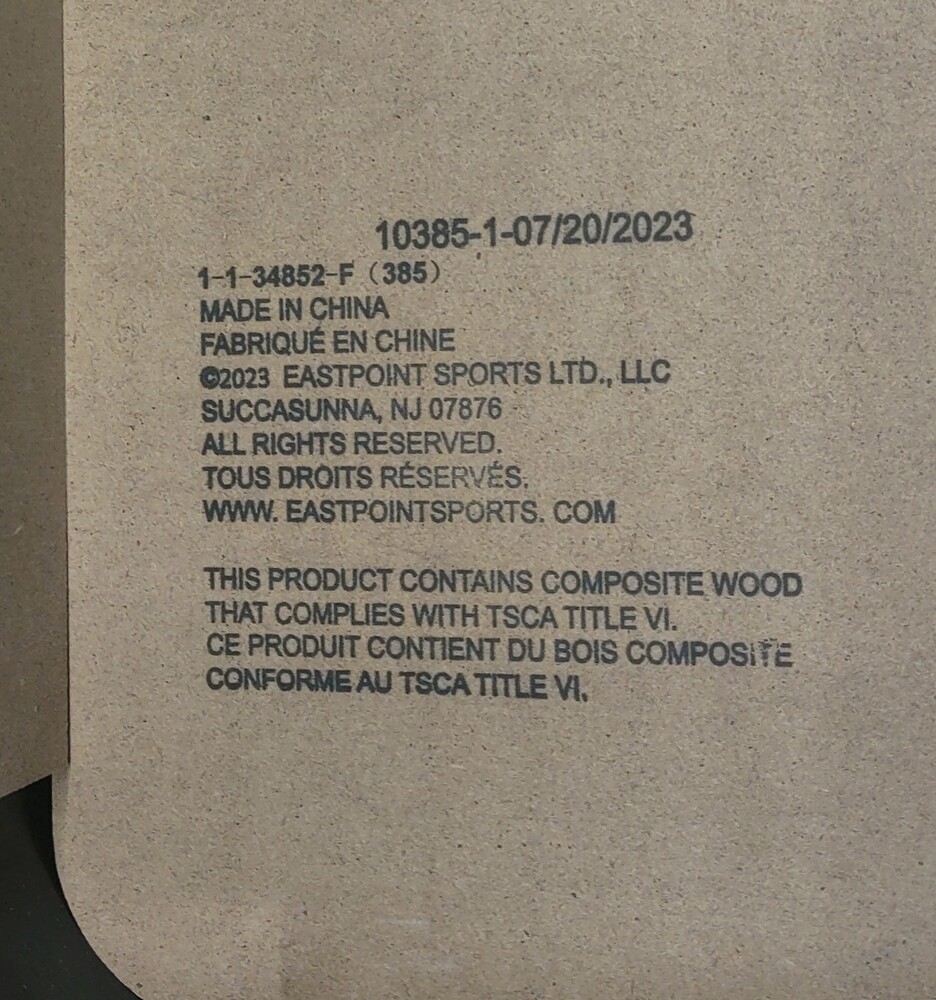 10385-1-07/20/2023
1-1-34852-F (385)
MADE IN CHINA
FABRIQUÉ EN CHINE
©2023 EASTPOINT SPORTS LTD., LLC
SUCCASUNNA, NJ 07876
ALL RIGHTS RESERVED.
TOUS DROITS RÉSERVÉS.
WWW. EASTPOINTSPORTS. COM
THIS PRODUCT CONTAINS COMPOSITE WOOD
THAT COMPLIES WITH TSCA TITLE VI.
CE PRODUIT CONTIENT DU BOIS COMPOSITE
CONFORME AU TSCA TITLE VI.